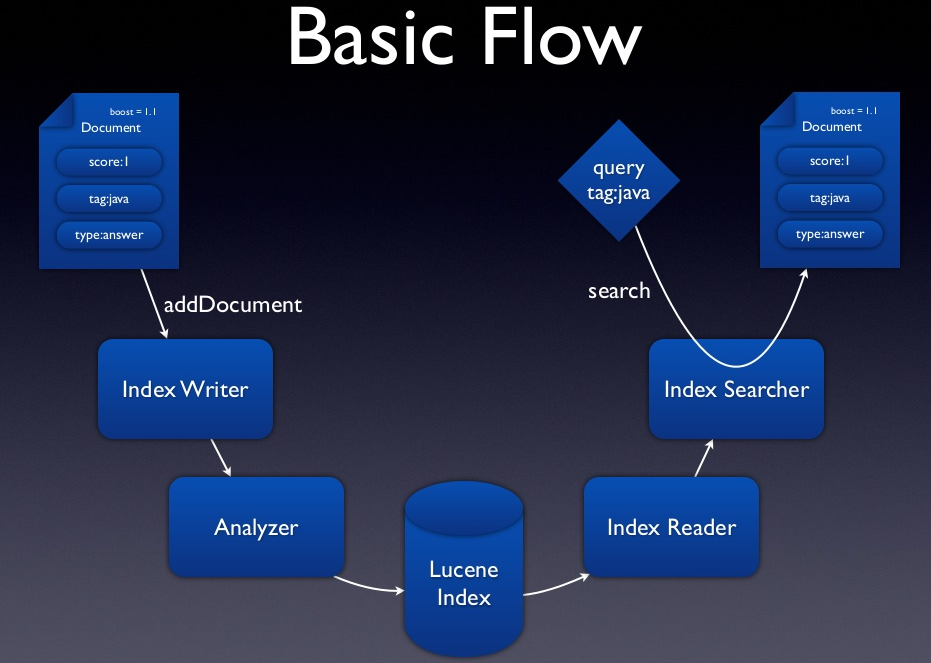 Basic Flow
boost = 1.1
Document
score:1
tag:java
type:answer
addDocument
Index Writer
Analyzer
Lucene
Index
Index Reader
Index Searcher
query
tag:java
search
boost = 1.1
Document
score:1
tag:java
type:answer